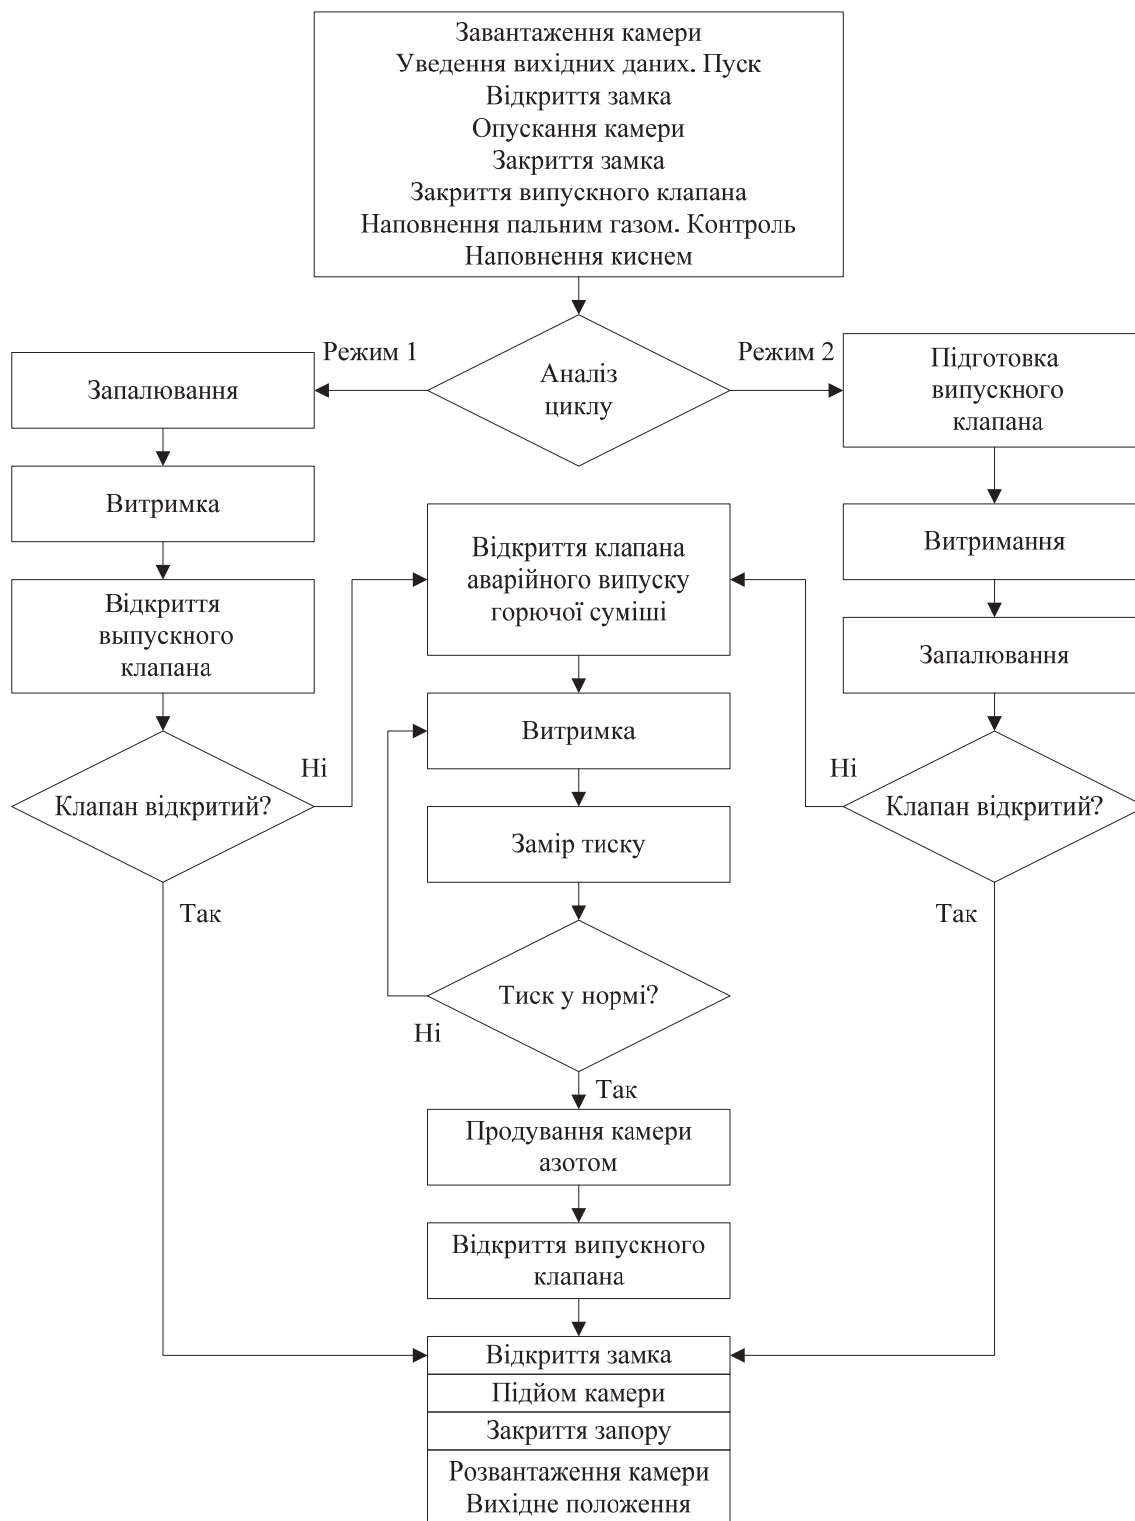 Завантаження камери
Уведення вихідних даних. Пуск
Відкриття замка
Опускання камери
Закриття замка
Закриття випускного клапана
Наповнення пальним газом. Контроль
Наповнення киснем
Режим 1
Режим 2
Аналіз
циклу
Запалювання
Витримка
Відкриття
выпускного
клапана
Клапан відкритий?
Ні
Так
Підготовка
випускного
клапана
Витримання
Запалювання
Клапан відкритий?
Ні
Так
Відкриття клапана
аварійного випуску
горючої суміші
Витримка
Замір тиску
Тиск у нормі?
Ні
Так
Продування камери
азотом
Відкриття випускного
клапана
Відкриття замка
Підйом камери
Закриття запору
Розвантаження камери
Вихідне положення